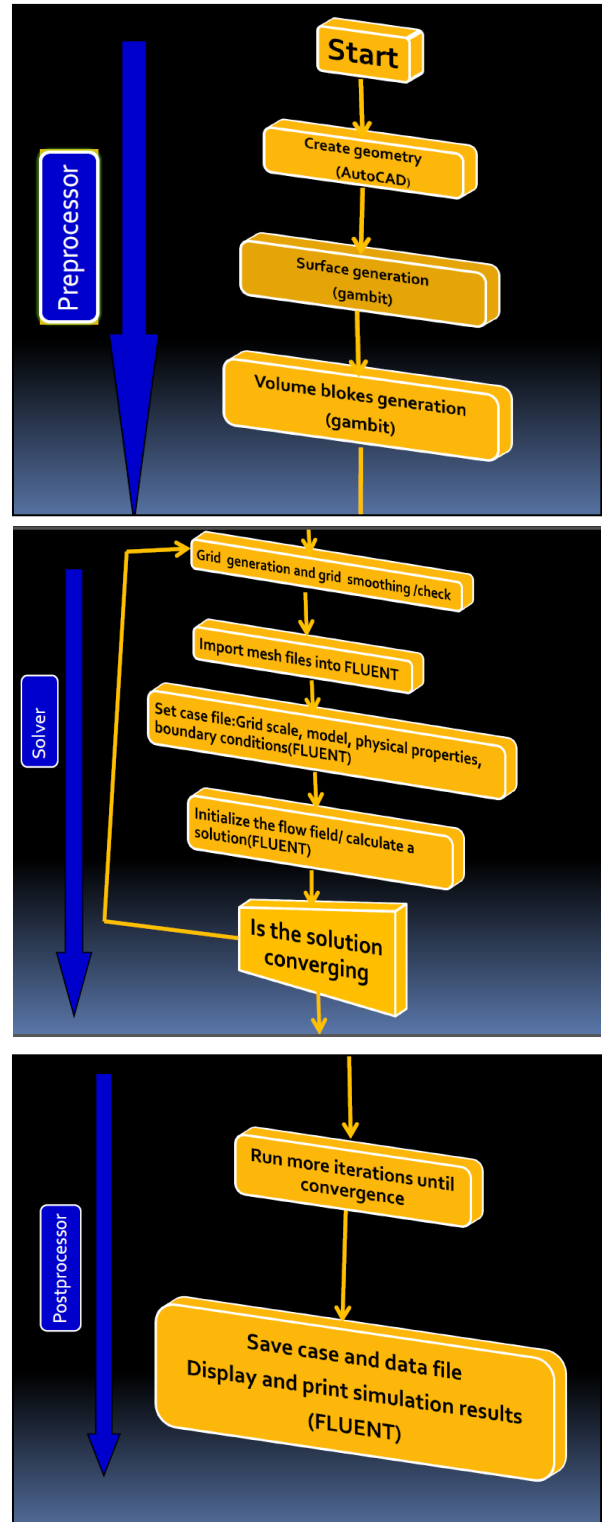 Start
Create geometry
(AutoCAD)
Preprocessor
Surface generation
(gambit)
Volume blokes generation
(gambit)
Grid generation and grid smoothing /check
Import mesh files into FLUENT
Solver
Set case file:Grid scale, model, physical properties,
boundary conditions(FLUENT)
Initialize the flow field/ calculate a
solution(FLUENT)
Is the solution
converging
Run more iterations until
convergence
Postprocessor
Save case and data file
Display and print simulation results
(FLUENT)